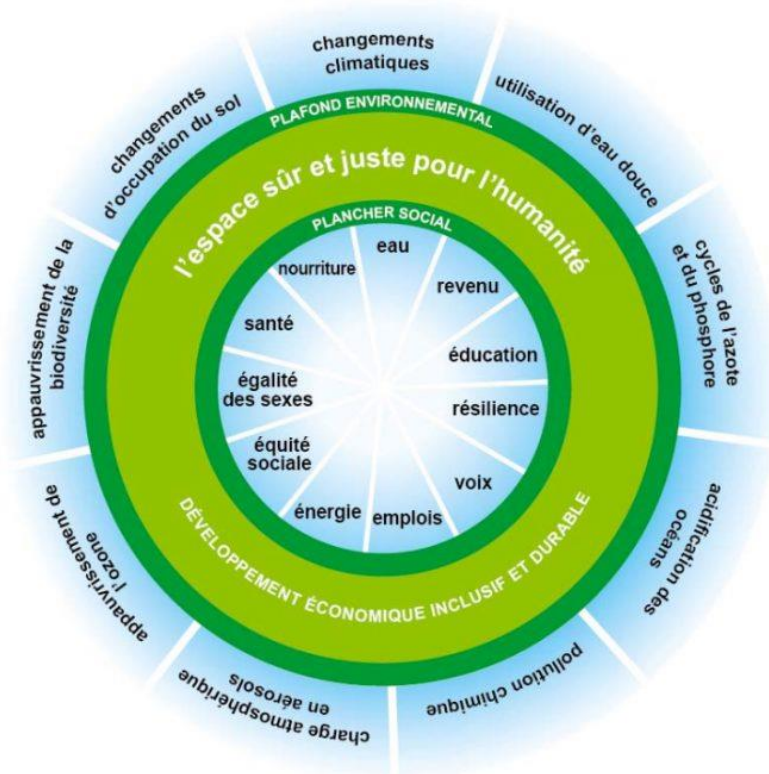 changements
climatiques
utilisation d'eau douce
cycles de l'azote
et du phosphore
acidification des
océans
pollution chimique
charge atmosphérique
en aérosols
appauvrissement de
l'ozone
appauvrissement de la
biodiversité
changements
d'occupation du sol
PLAFOND ENVIRONNEMENTAL
l'espace sûr et juste pour l'humanité
PLANCHER SOCIAL
eau
revenu
éducation
résilience
voix
emplois
énergie
équité
sociale
égalité
des sexes
santé
nourriture
DÉVELOPPEMENT ÉCONOMIQUE INCLUSIF ET DURABLE